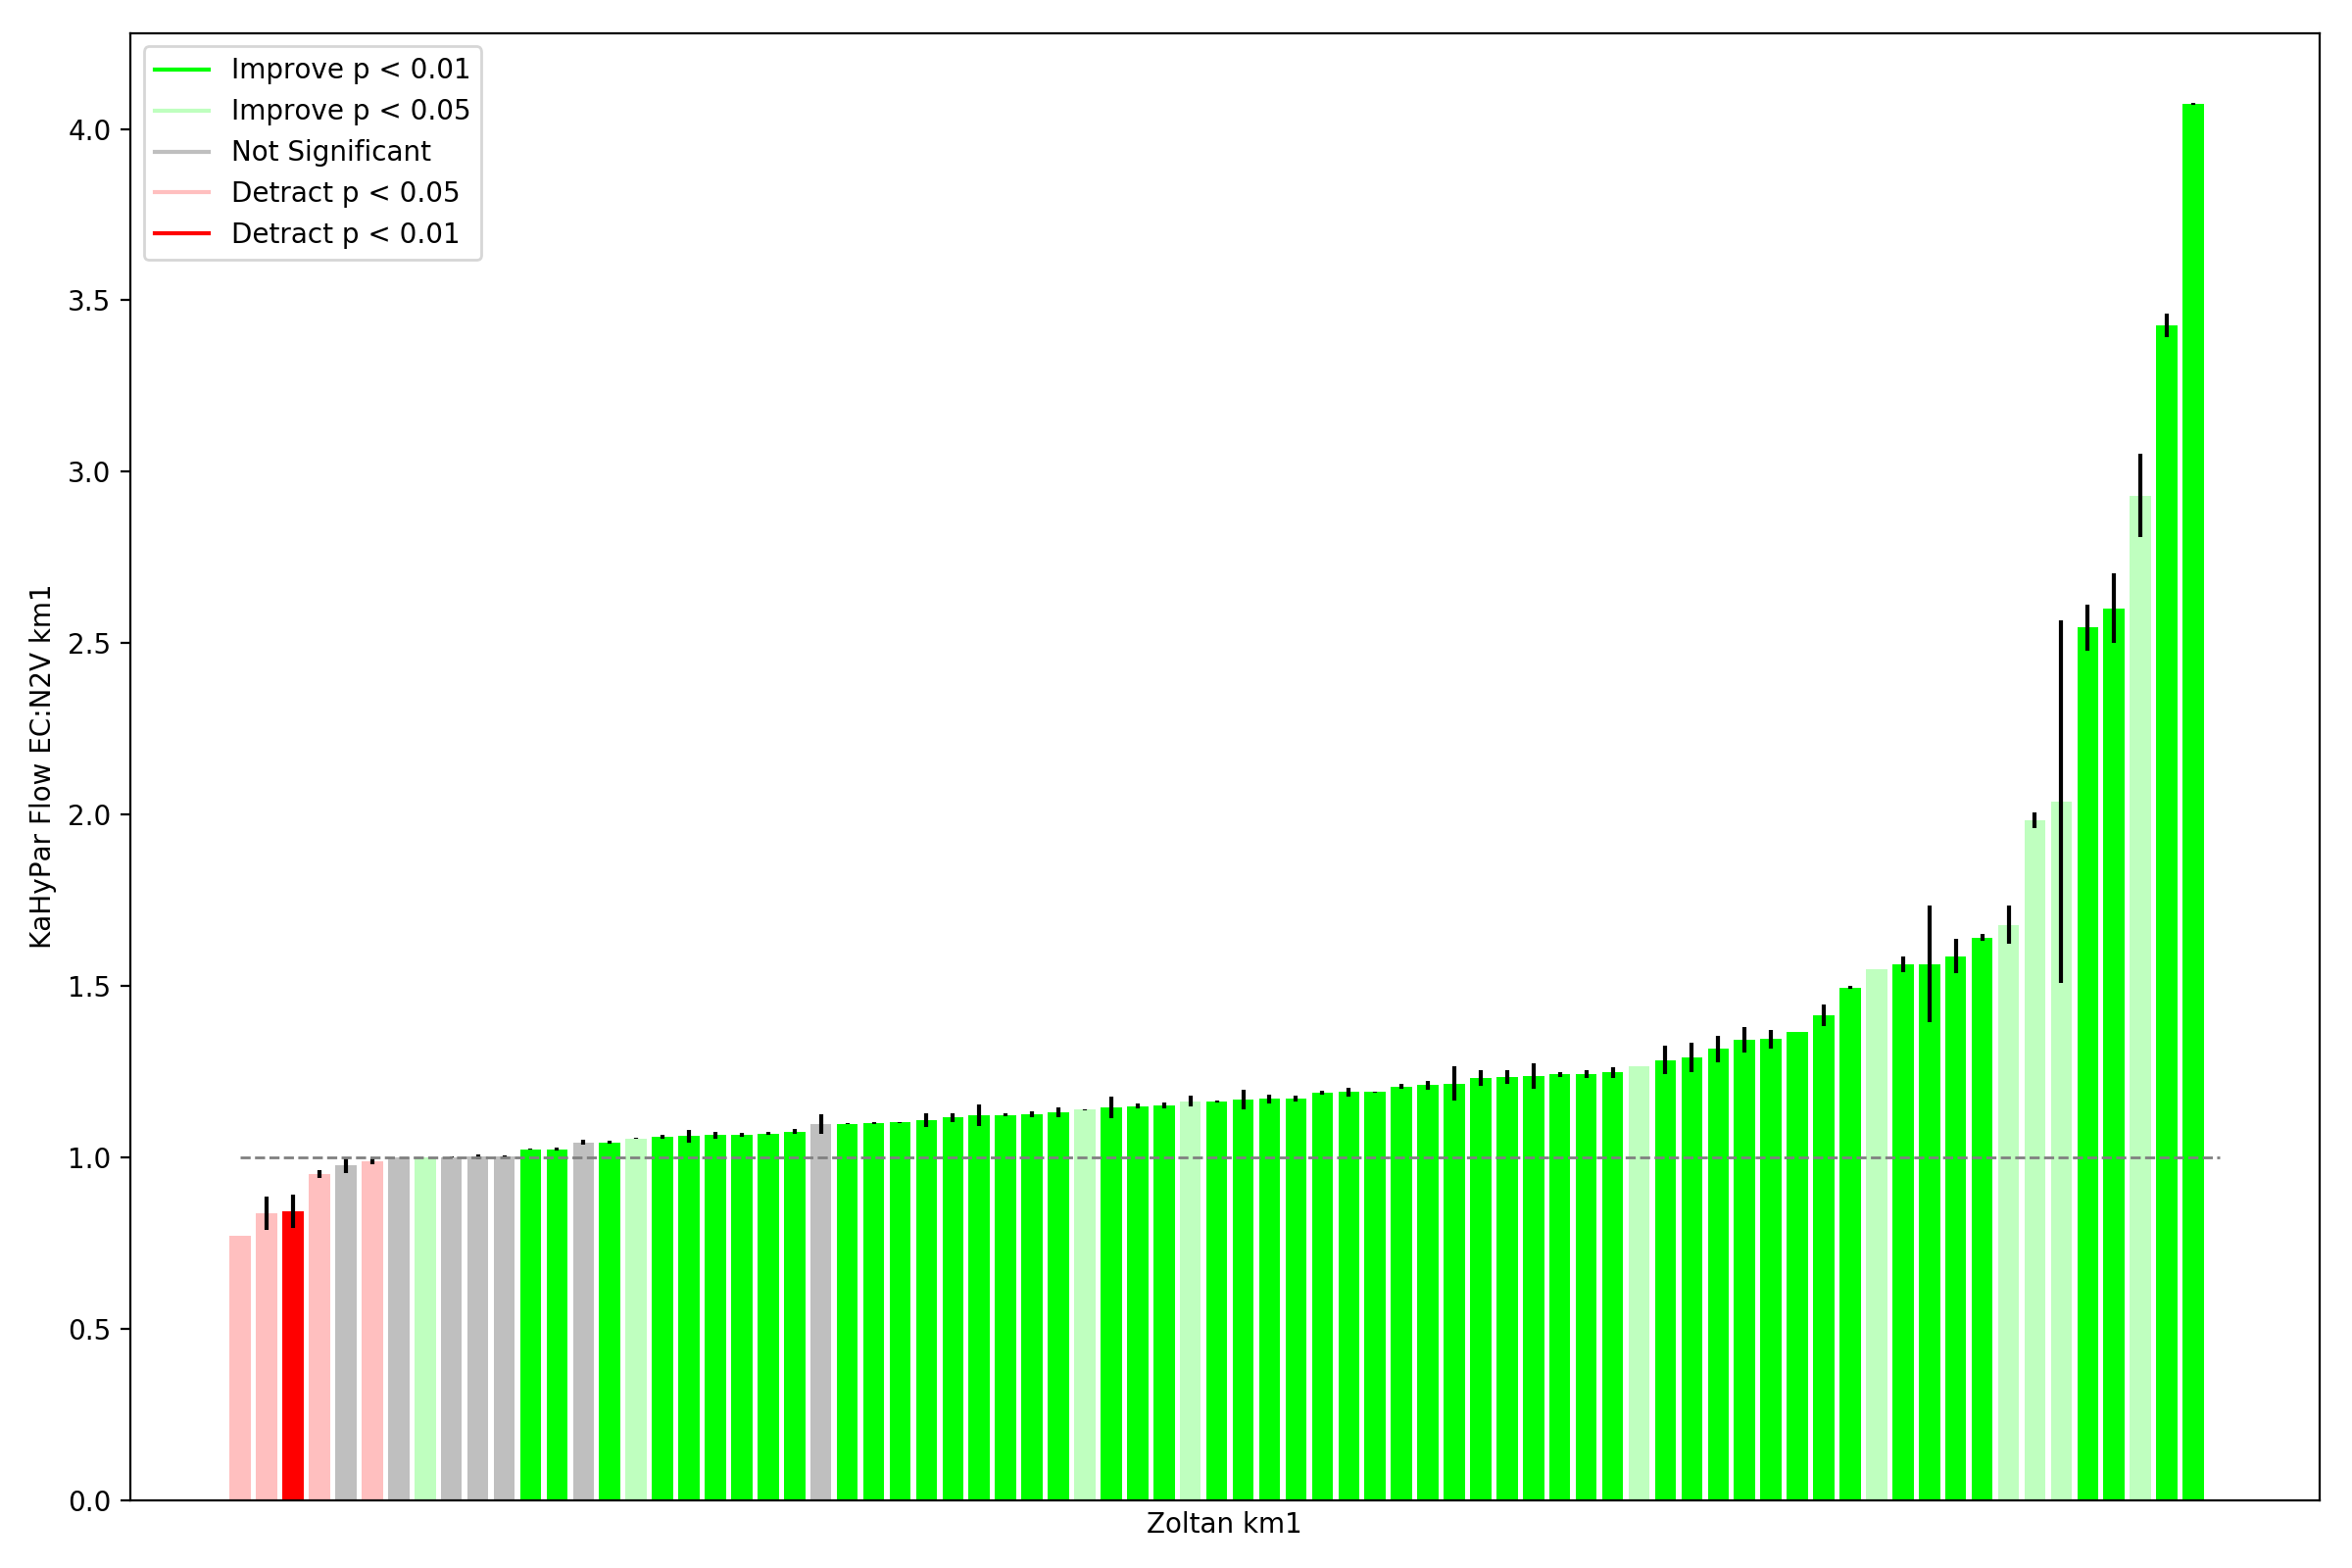 Improve p < 0.01
Improve p < 0.05
Not Significant
Detract p < 0.05
Detract p < 0.01
4.0
3.5
3.0
2.5
2.0
1.5
1.0
0.5
0.0
KaHyPar Flow EC:N2V km1
Zoltan km1